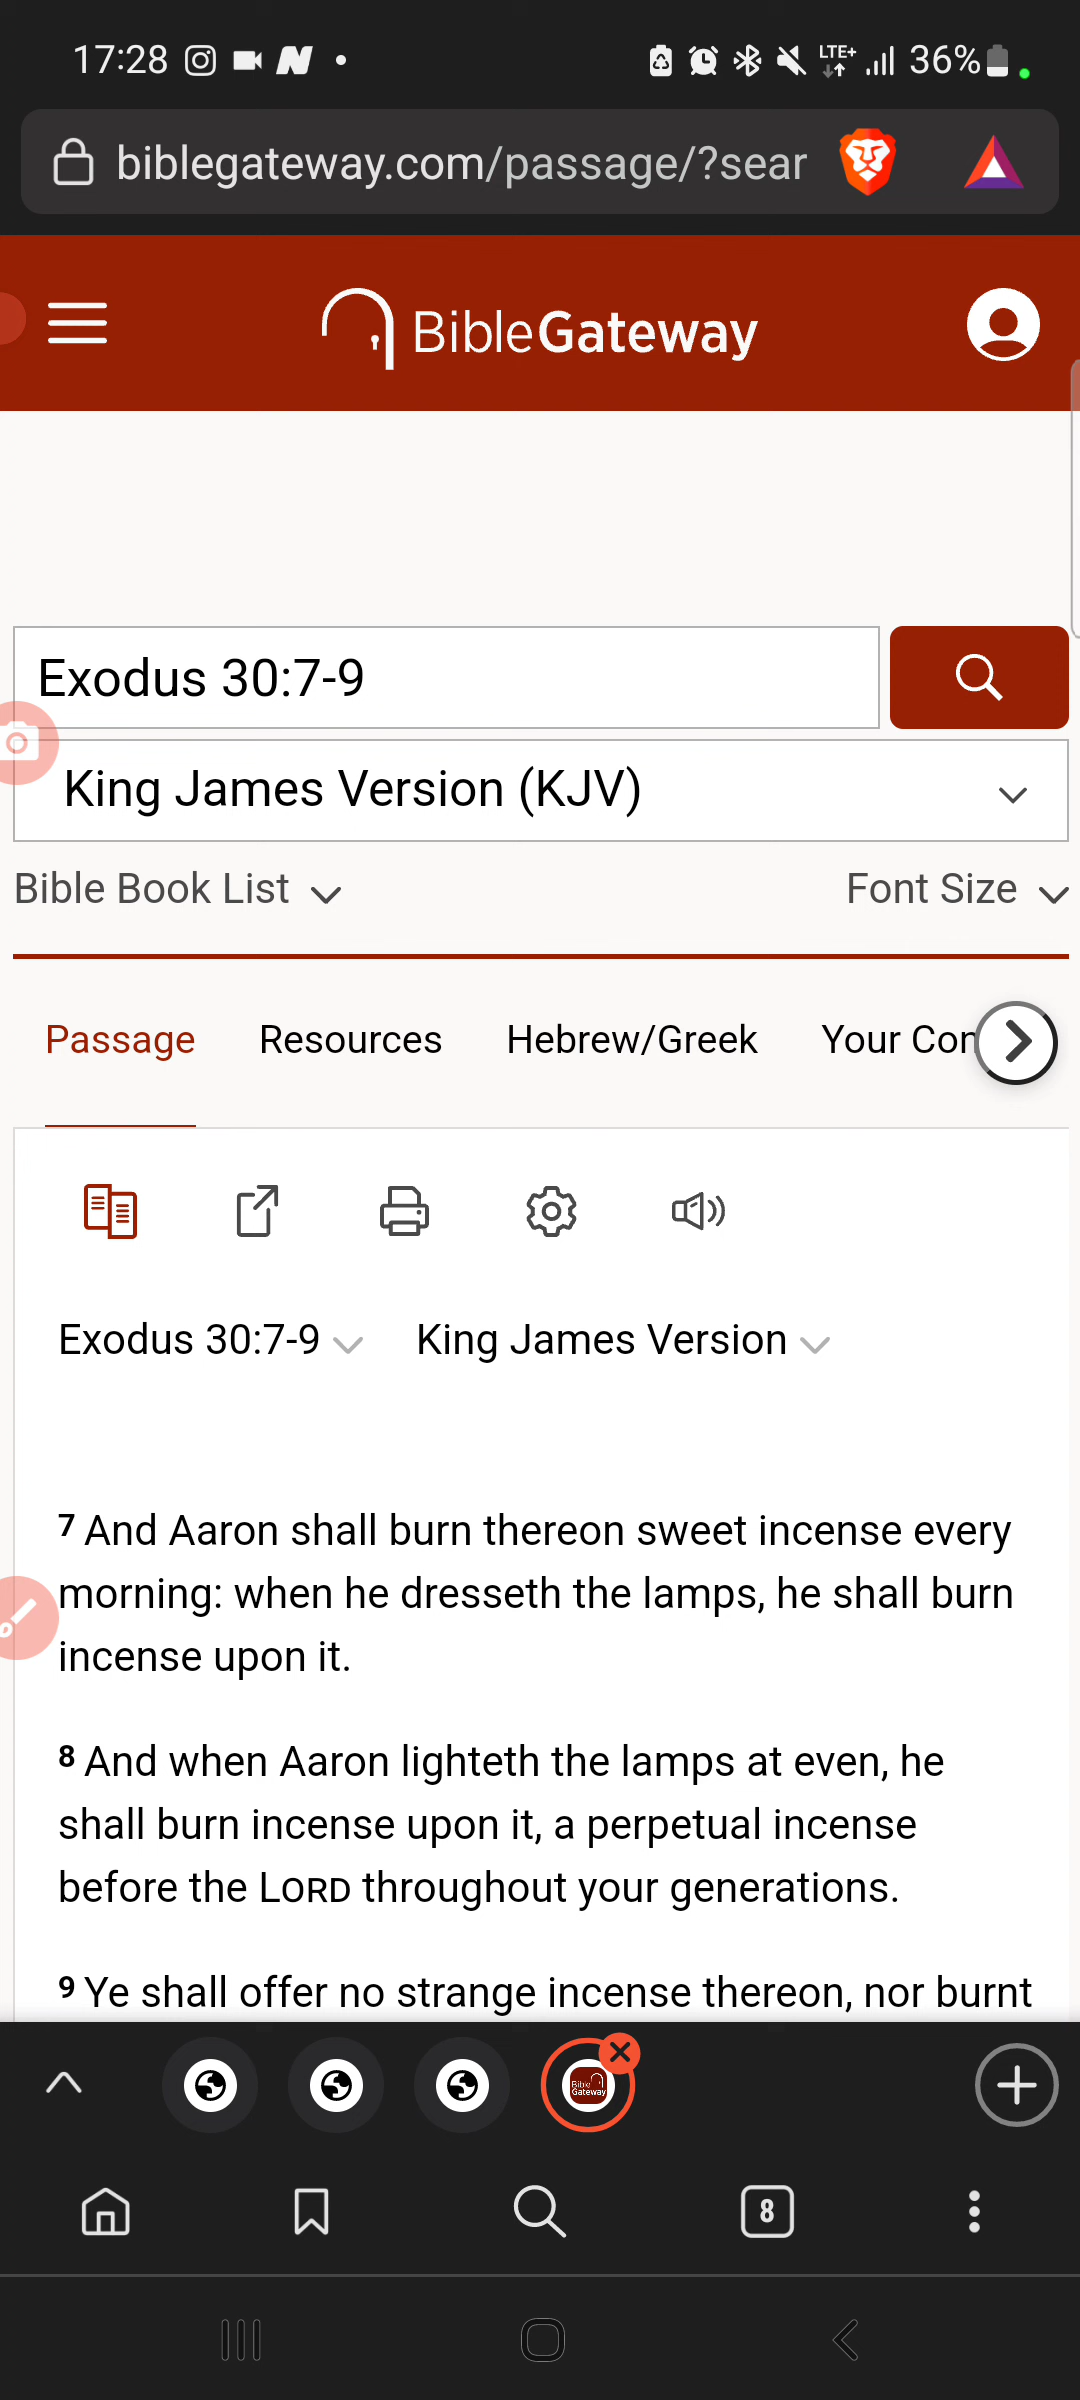 17:28 LTE+ 36%
biblegateway.com/passage/?sear
BibleGateway
Exodus 30:7-9
King James Version (KJV)
Bible Book List Font Size
Passage Resources Hebrew/Greek Your Con
Exodus 30:7-9 King James Version
7 And Aaron shall burn thereon sweet incense every
morning: when he dresseth the lamps, he shall burn
incense upon it.
8 And when Aaron lighteth the lamps at even, he
shall burn incense upon it, a perpetual incense
before the LORD throughout your generations.
9 Ye shall offer no strange incense thereon, nor burnt
Bible
Gateway
8